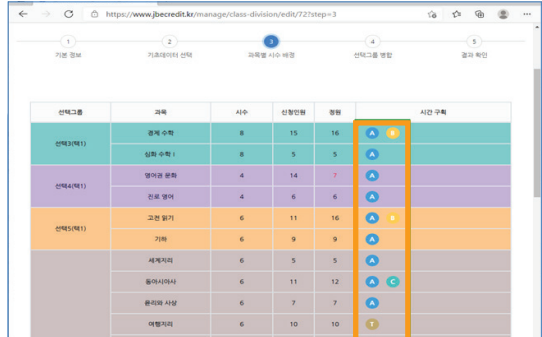 https://www.jbecredit.kr/manage/class-division/edit/72?step=3
1 2 3 4 5
기본 정보 기초데이터 선택 과목별 시수 배정 선택그룹 병합 결과 확인
선택그룹 과목 시수 신청인원 정원 시간 구획
선택3(택1) 경제 수학 8 15 16 A B
심화 수학 I 8 5 5 A
선택4(택1) 영어권 문화 4 14 7 A
진로 영어 4 6 6 A
선택5(택1) 고전 읽기 6 11 16 A B
기하 6 9 9 A
세계지리 6 5 5 A
동아시아사 6 11 12 A C
윤리와 사상 6 7 7 A
여행지리 6 10 10 T